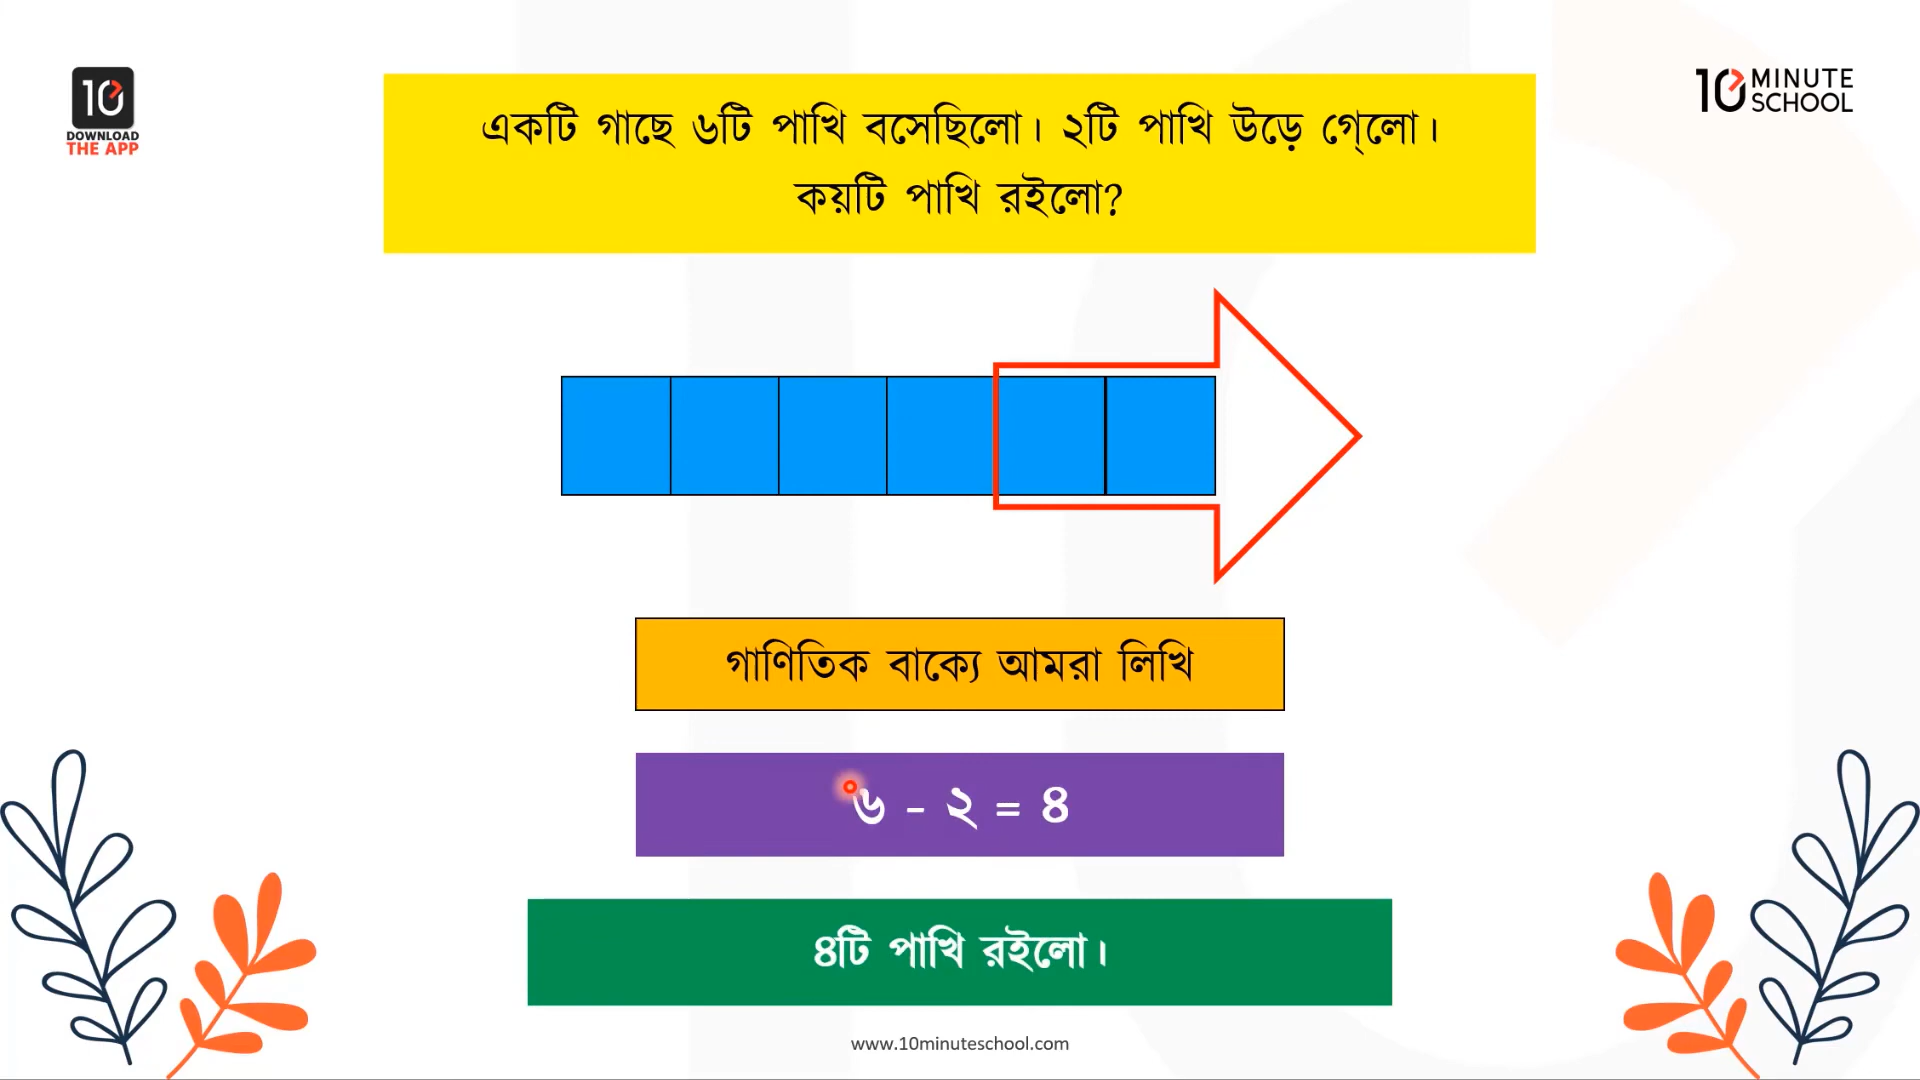 10
DOWNLOAD
THE APP
10 MINUTE
SCHOOL
একটি গাছে ৬টি পাখি বসেছিলো। ২টি পাখি উড়ে গে্লো।
কয়টি পাখি রইলো?
গাণিতিক বাক্যে আমরা লিখি
৬ - ২ = ৪
৪টি পাখি রইলো।
www.10minuteschool.com